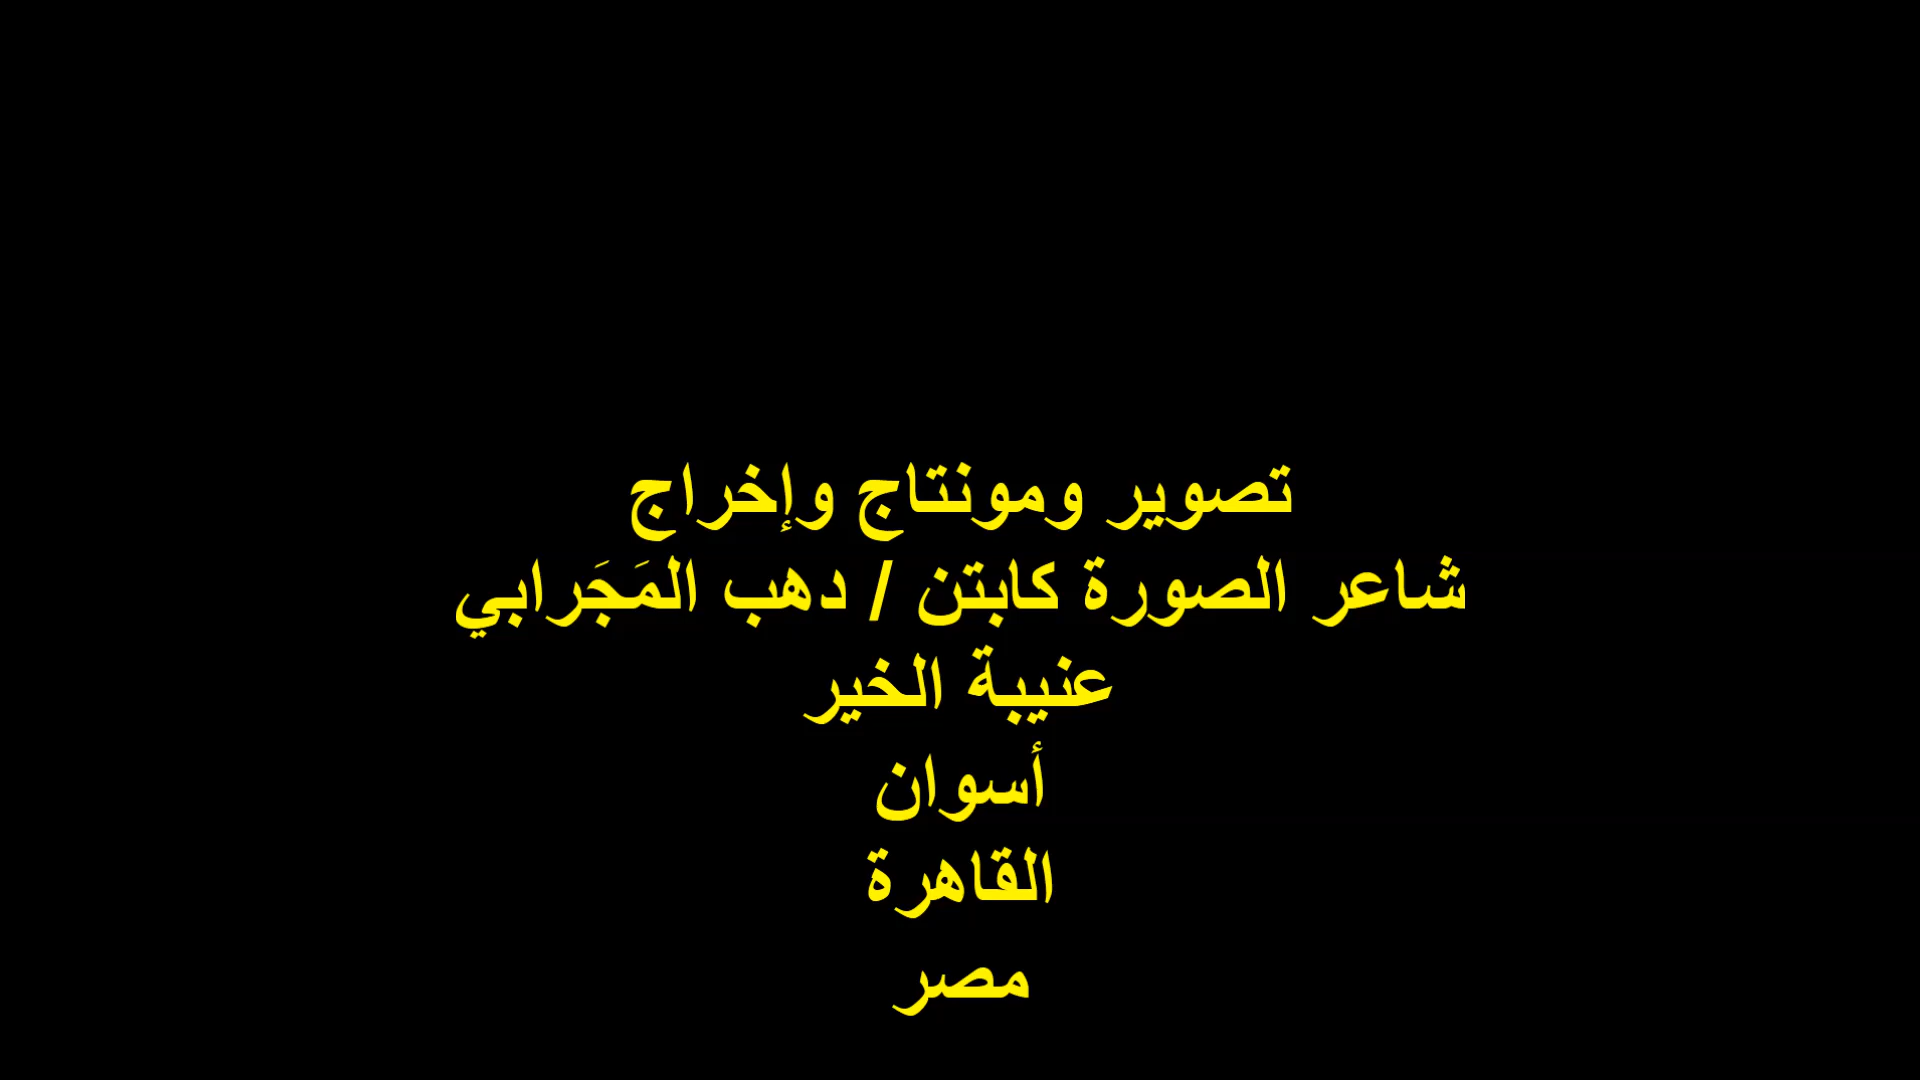 تصوير ومونتاج وإخراج
شاعر الصورة كابتن / دهب المَجَرابي
عنيبة الخير
أسوان
القاهرة
مصر